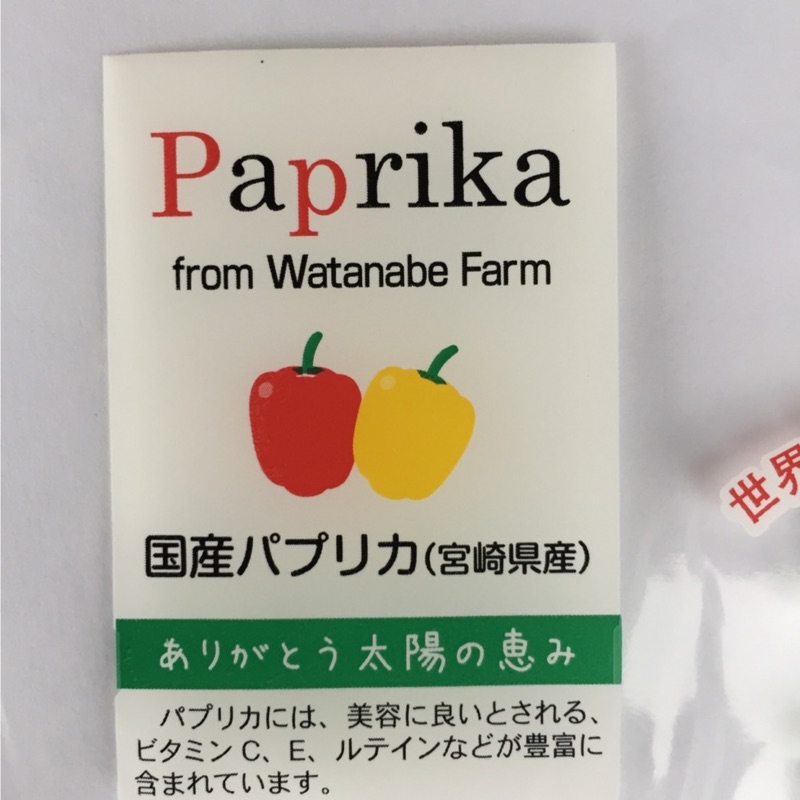 Paprika
from Watanabe Farm
国産パプリカ(宮崎県産)
ありがとう太陽の恵み
パプリカには、美容に良いとされる、
ビタミンC、E、ルテインなどが豊富に
含まれています。
世界